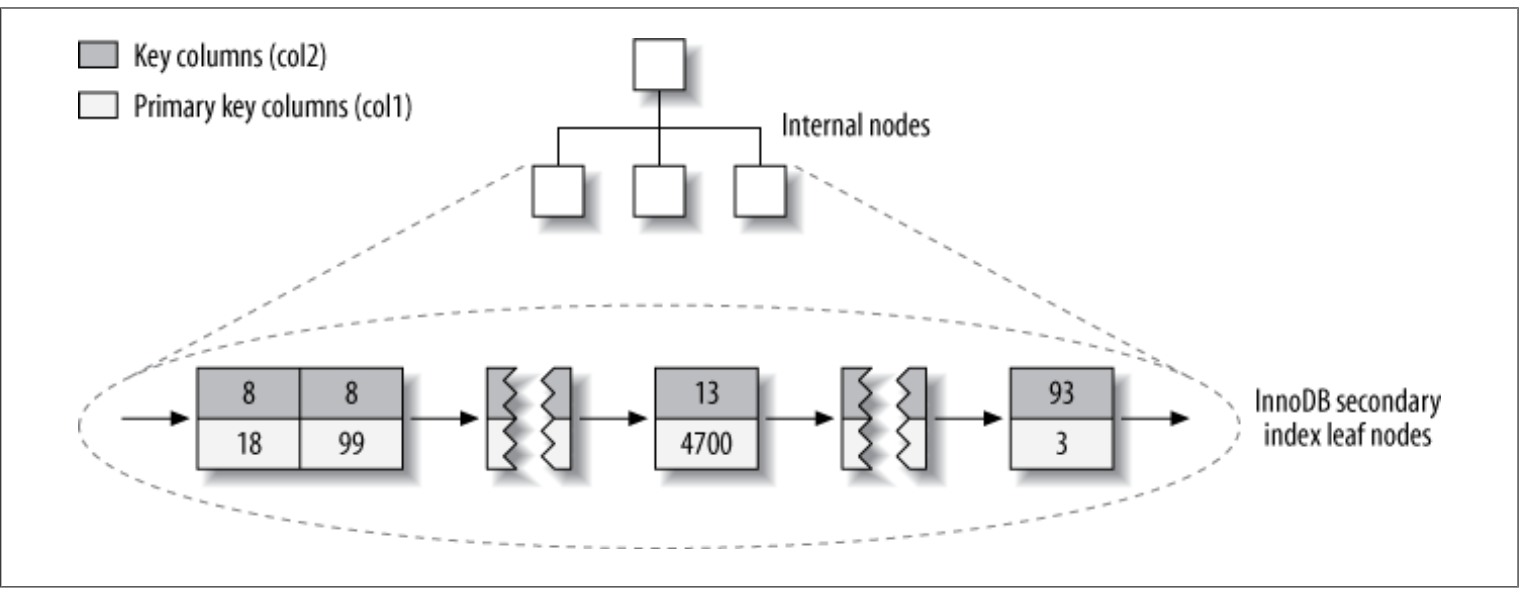 Key columns (col2)
Primary key columns (col1)
Internal nodes
8 8 13 93
18 99 4700 3
InnoDB secondary
index leaf nodes